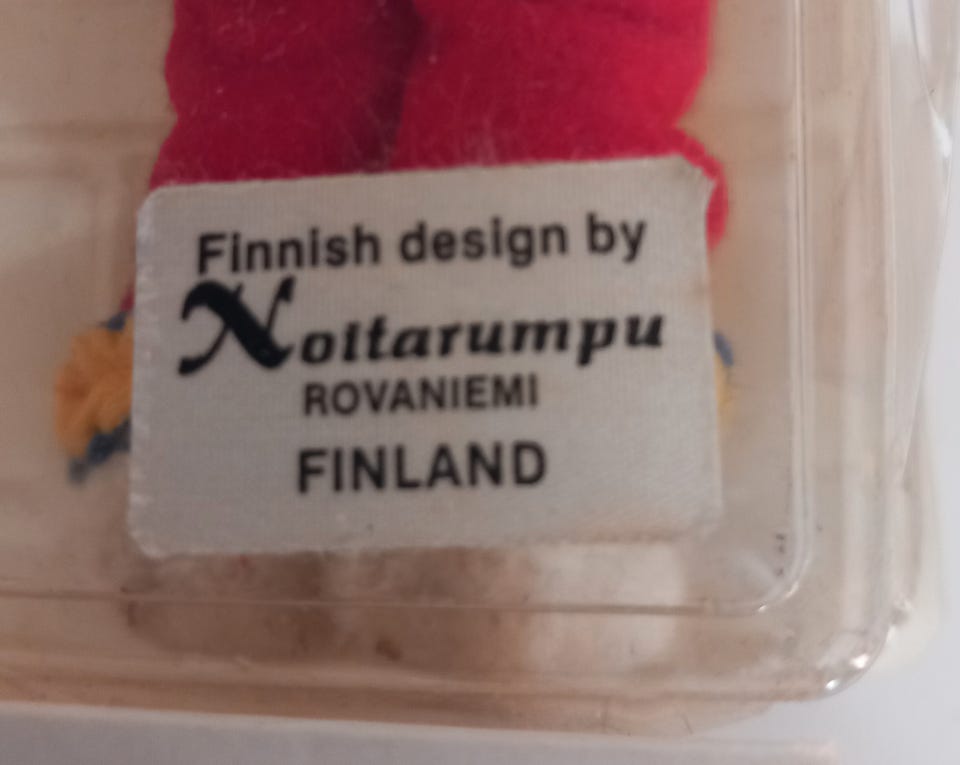 Finnish design by
Noitarumpu
ROVANIEMI
FINLAND